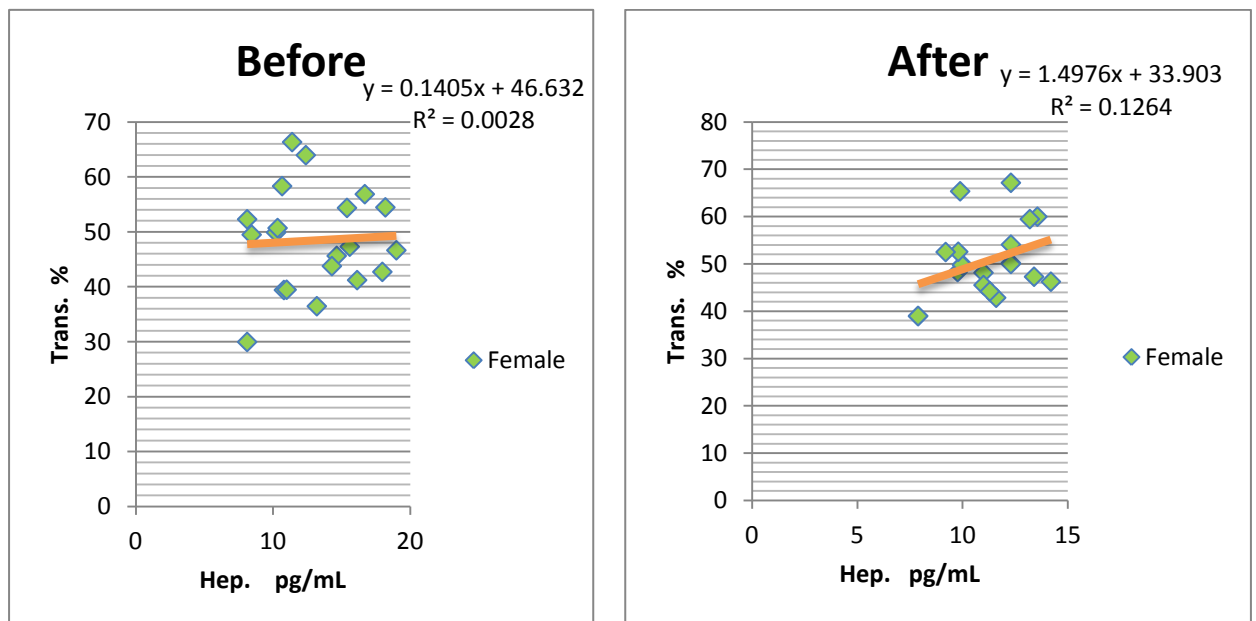 Before
y = 0.1405x + 46.632
R² = 0.0028
70
60
50
40
30
20
10
0
Trans. %
0 10 20
Hep. pg/mL
Female
After
y = 1.4976x + 33.903
R² = 0.1264
80
70
60
50
40
30
20
10
0
Trans. %
0 5 10 15
Hep. pg/mL
Female